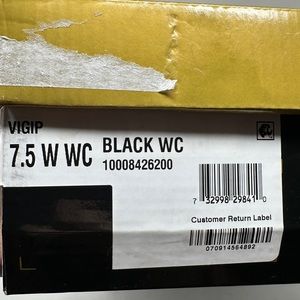 VIGIP
7.5 W WC BLACK WC
10008426200
7 32998 29841 0
Customer Return Label
070914564892